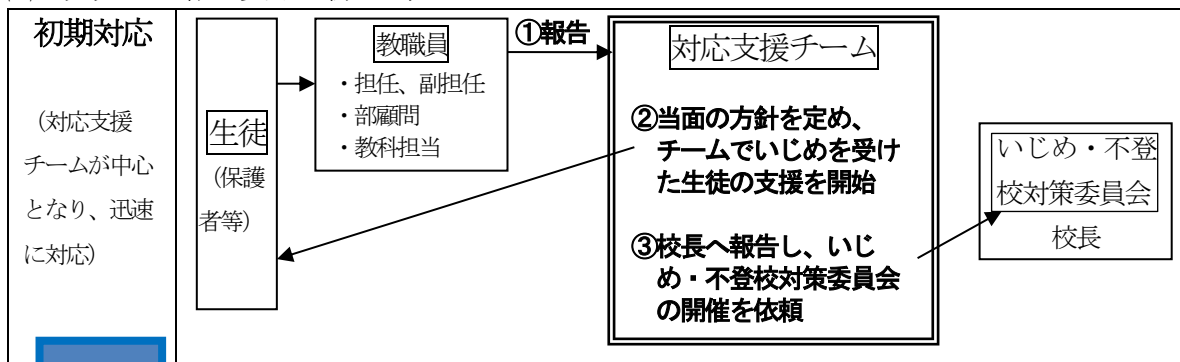 初期対応
(対応支援
チームが中心
となり、迅速
に対応)
生徒
(保護
者等)
教職員
・担任、副担任
・部顧問
・教科担当
①報告
対応支援チーム
②当面の方針を定め、
チームでいじめを受け
た生徒の支援を開始
③校長へ報告し、いじ
め・不登校対策委員会
の開催を依頼
いじめ・不登
校対策委員会
校長